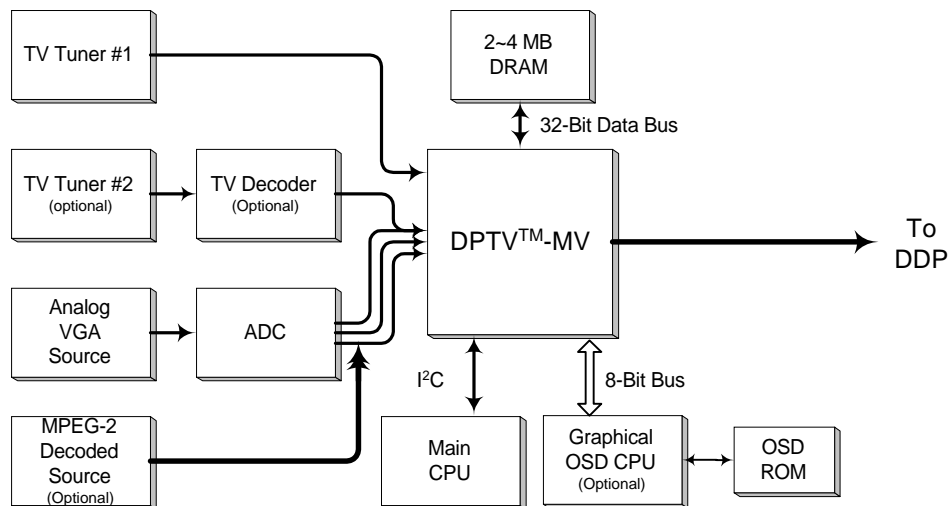 TV Tuner #1
2~4 MB
DRAM
32-Bit Data Bus
TV Tuner #2
(optional)
TV Decoder
(Optional)
DPTV™-MV
To
DDP
Analog
VGA
Source
ADC
I²C
8-Bit Bus
MPEG-2
Decoded
Source
(Optional)
Main
CPU
Graphical
OSD CPU
(Optional)
OSD
ROM